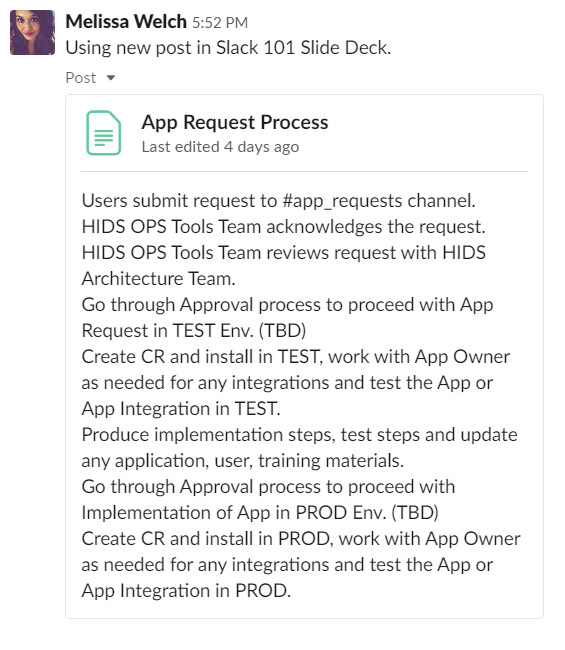 Melissa Welch 5:52 PM
Using new post in Slack 101 Slide Deck.
Post
App Request Process
Last edited 4 days ago
Users submit request to #app_requests channel.
HIDS OPS Tools Team acknowledges the request.
HIDS OPS Tools Team reviews request with HIDS
Architecture Team.
Go through Approval process to proceed with App
Request in TEST Env. (TBD)
Create CR and install in TEST, work with App Owner
as needed for any integrations and test the App or
App Integration in TEST.
Produce implementation steps, test steps and update
any application, user, training materials.
Go through Approval process to proceed with
Implementation of App in PROD Env. (TBD)
Create CR and install in PROD, work with App Owner
as needed for any integrations and test the App or
App Integration in PROD.